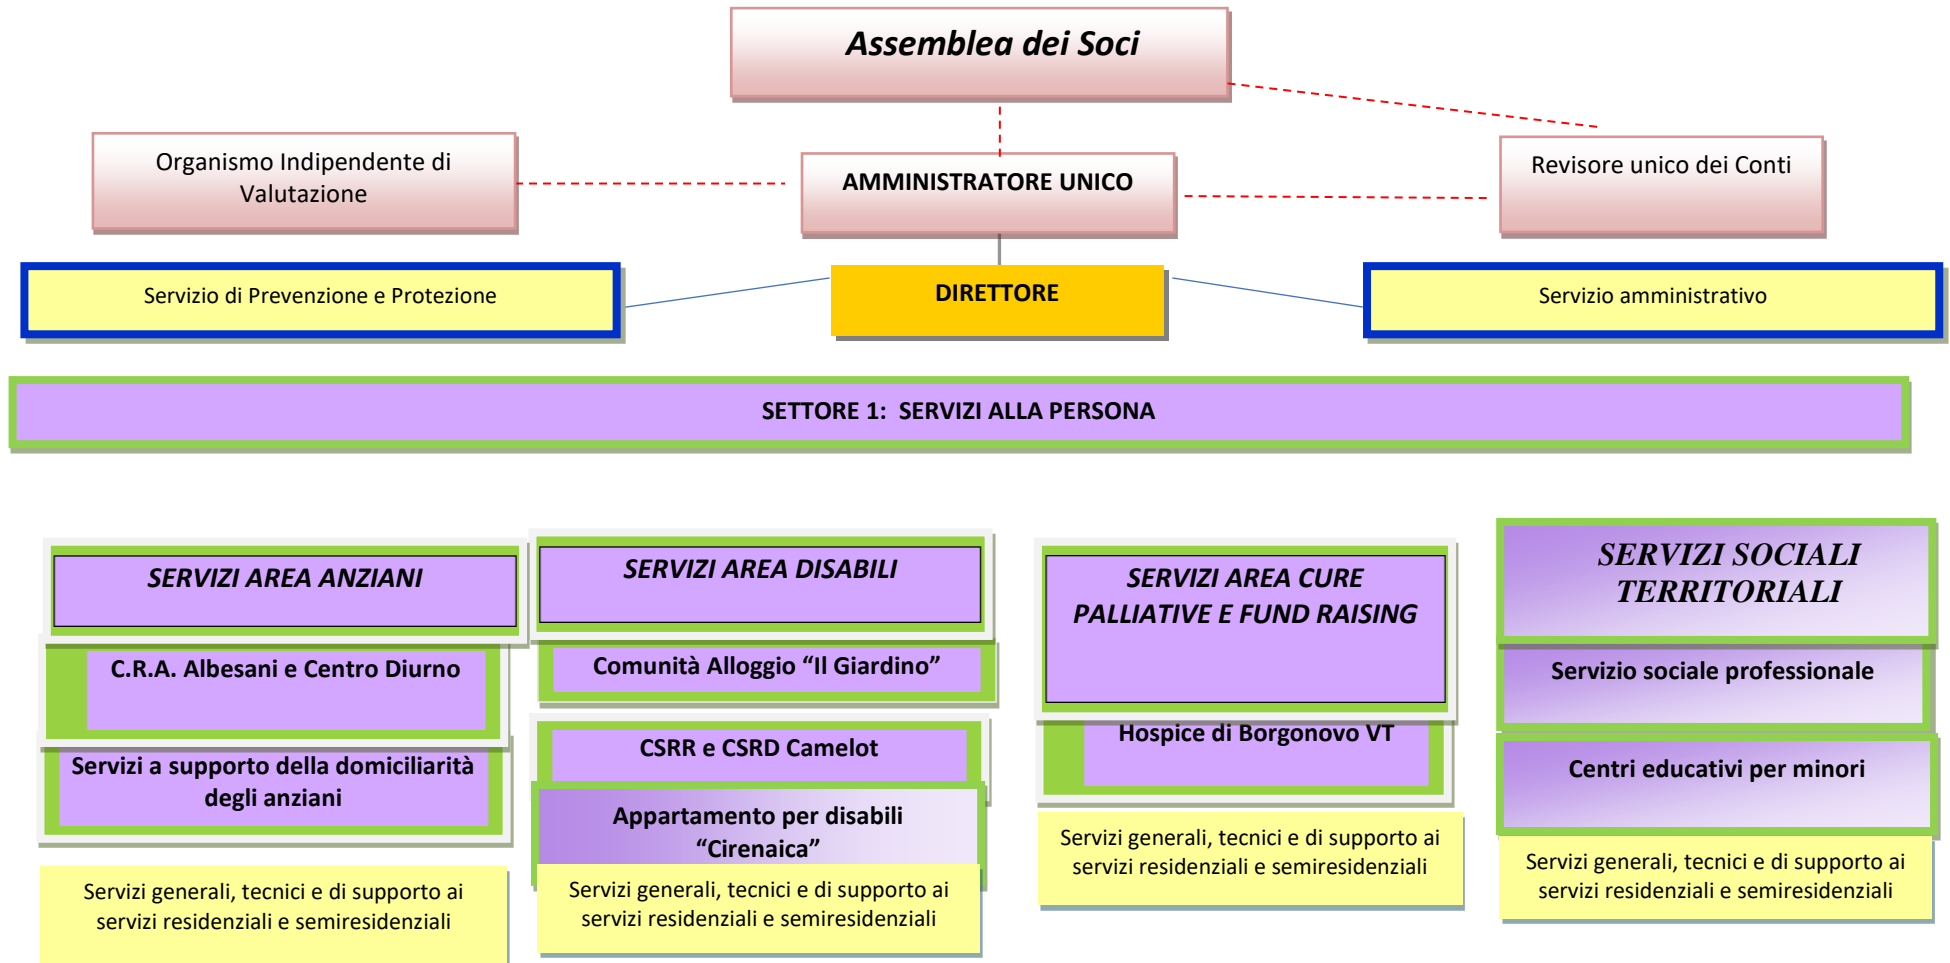 Assemblea dei Soci
Organismo Indipendente di
Valutazione
AMMINISTRATORE UNICO
Revisore unico dei Conti
Servizio di Prevenzione e Protezione
DIRETTORE
Servizio amministrativo
SETTORE 1: SERVIZI ALLA PERSONA
SERVIZI AREA ANZIANI
C.R.A. Albesani e Centro Diurno
Servizi a supporto della domiciliarità
degli anziani
Servizi generali, tecnici e di supporto ai
servizi residenziali e semiresidenziali
SERVIZI AREA DISABILI
Comunità Alloggio “Il Giardino”
CSRR e CSRD Camelot
Appartamento per disabili
“Cirenaica”
Servizi generali, tecnici e di supporto ai
servizi residenziali e semiresidenziali
SERVIZI AREA CURE
PALLIATIVE E FUND RAISING
Hospice di Borgonovo VT
Servizi generali, tecnici e di supporto ai
servizi residenziali e semiresidenziali
SERVIZI SOCIALI
TERRITORIALI
Servizio sociale professionale
Centri educativi per minori
Servizi generali, tecnici e di supporto ai
servizi residenziali e semiresidenziali